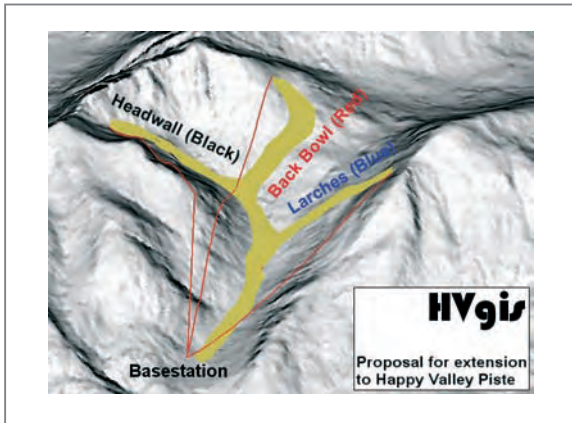 Headwall (Black)
Back Bowl (Red)
Larches (Blue)
Basestation
HVgis
Proposal for extension
to Happy Valley Piste